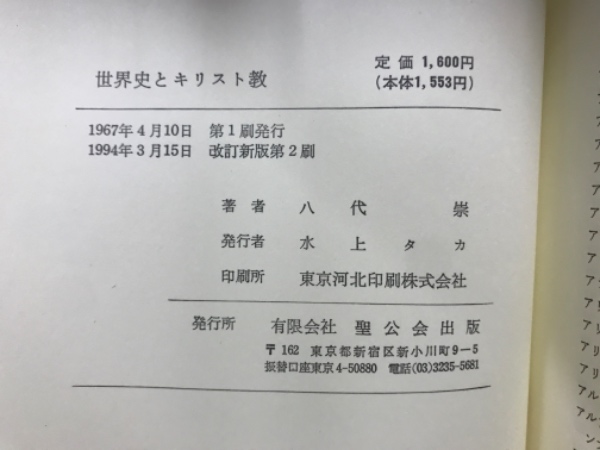 世界史とキリスト教
定価 1,600円
(本体1,553円)
1967年4月10日 第1刷発行
1994年3月15日 改訂新版第2刷
著者 八代 崇
発行者 水上タカ
印刷所 東京河北印刷株式会社
発行所 有限会社 聖公会出版
〒162 東京都新宿区新小川町9-5
振替口座東京4-50880 電話(03)3235-5681